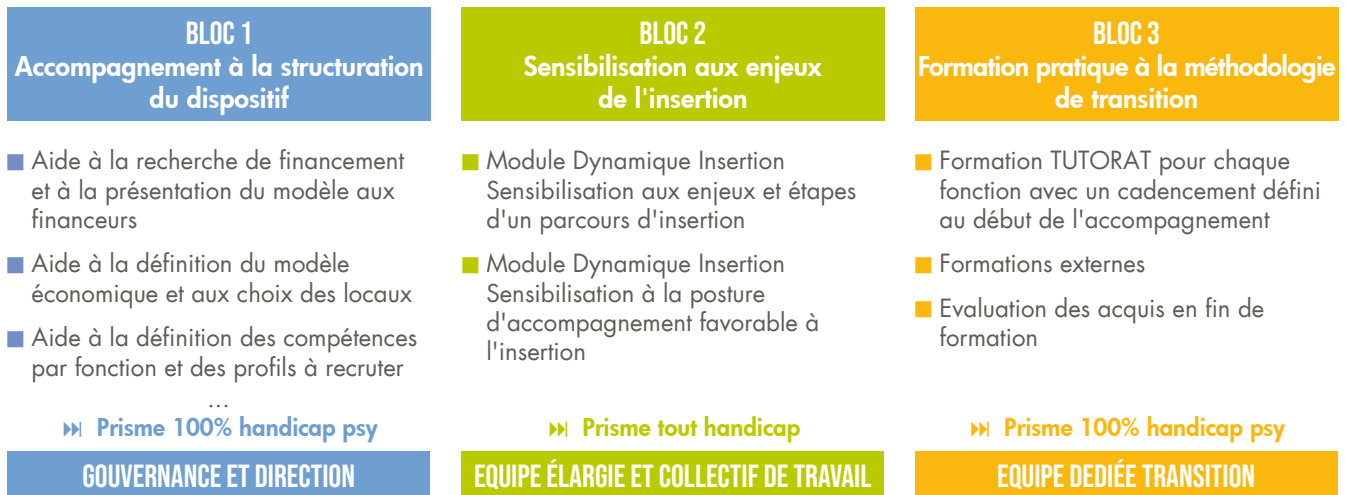 BLOC 1
Accompagnement à la structuration
du dispositif
Aide à la recherche de financement
et à la présentation du modèle aux
financeurs
Aide à la définition du modèle
économique et aux choix des locaux
Aide à la définition des compétences
par fonction et des profils à recruter
...
Prisme 100% handicap psy
GOUVERNANCE ET DIRECTION
BLOC 2
Sensibilisation aux enjeux
de l'insertion
Module Dynamique Insertion
Sensibilisation aux enjeux et étapes
d'un parcours d'insertion
Module Dynamique Insertion
Sensibilisation à la posture
d'accompagnement favorable à
l'insertion
Prisme tout handicap
EQUIPE ÉLARGIE ET COLLECTIF DE TRAVAIL
BLOC 3
Formation pratique à la méthodologie
de transition
Formation TUTORAT pour chaque
fonction avec un cadencement défini
au début de l'accompagnement
Formations externes
Evaluation des acquis en fin de
formation
Prisme 100% handicap psy
EQUIPE DEDIÉE TRANSITION